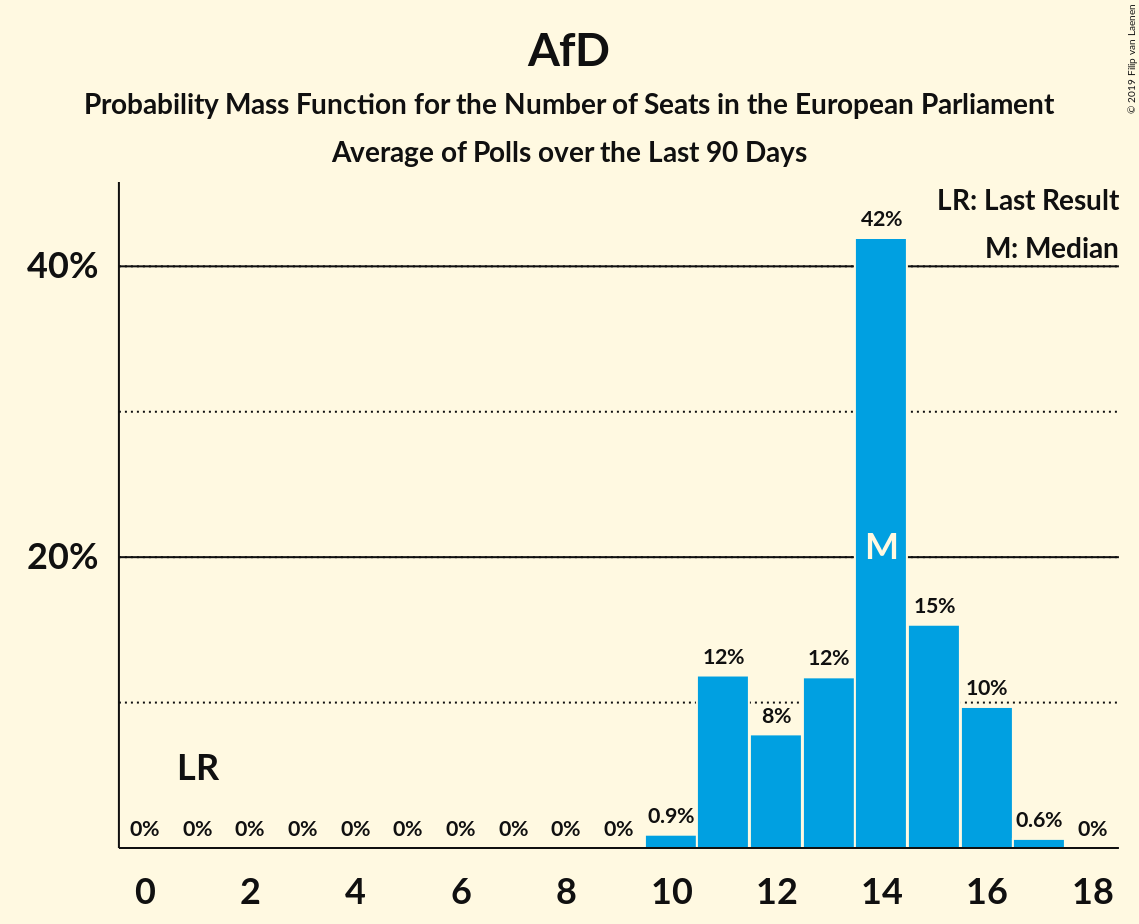 AfD
Probability Mass Function for the Number of Seats in the European Parliament
Average of Polls over the Last 90 Days
© 2019 Filip van Laenen
LR: Last Result
M: Median
40%
20%
42%
M
15%
12%
12%
10%
8%
LR
0% 0% 0% 0% 0% 0% 0% 0% 0% 0% 0.9% 0.6% 0%
0 2 4 6 8 10 12 14 16 18